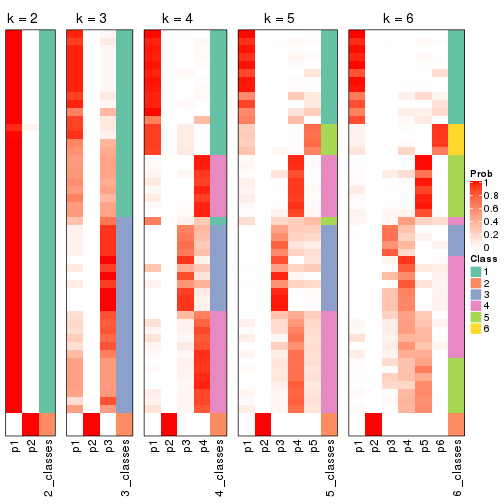 k = 2
k = 3
k = 4
k = 5
k = 6
Prob
1
0.8
0.6
0.4
0.2
0
Class
1
2
3
4
5
6
p1
p2
2_classes
p1
p2
p3
3_classes
p1
p2
p3
p4
4_classes
p1
p2
p3
p4
p5
5_classes
p1
p2
p3
p4
p5
p6
6_classes